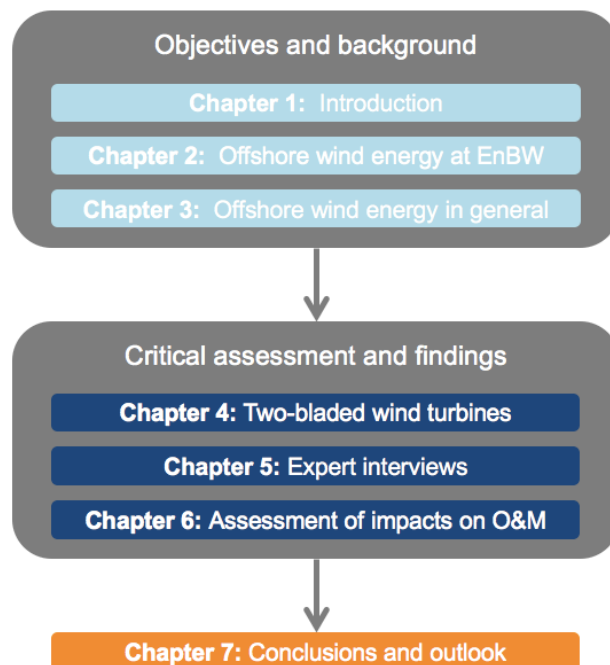 Objectives and background
Chapter 1: Introduction
Chapter 2: Offshore wind energy at EnBW
Chapter 3: Offshore wind energy in general
Critical assessment and findings
Chapter 4: Two-bladed wind turbines
Chapter 5: Expert interviews
Chapter 6: Assessment of impacts on O&M
Chapter 7: Conclusions and outlook